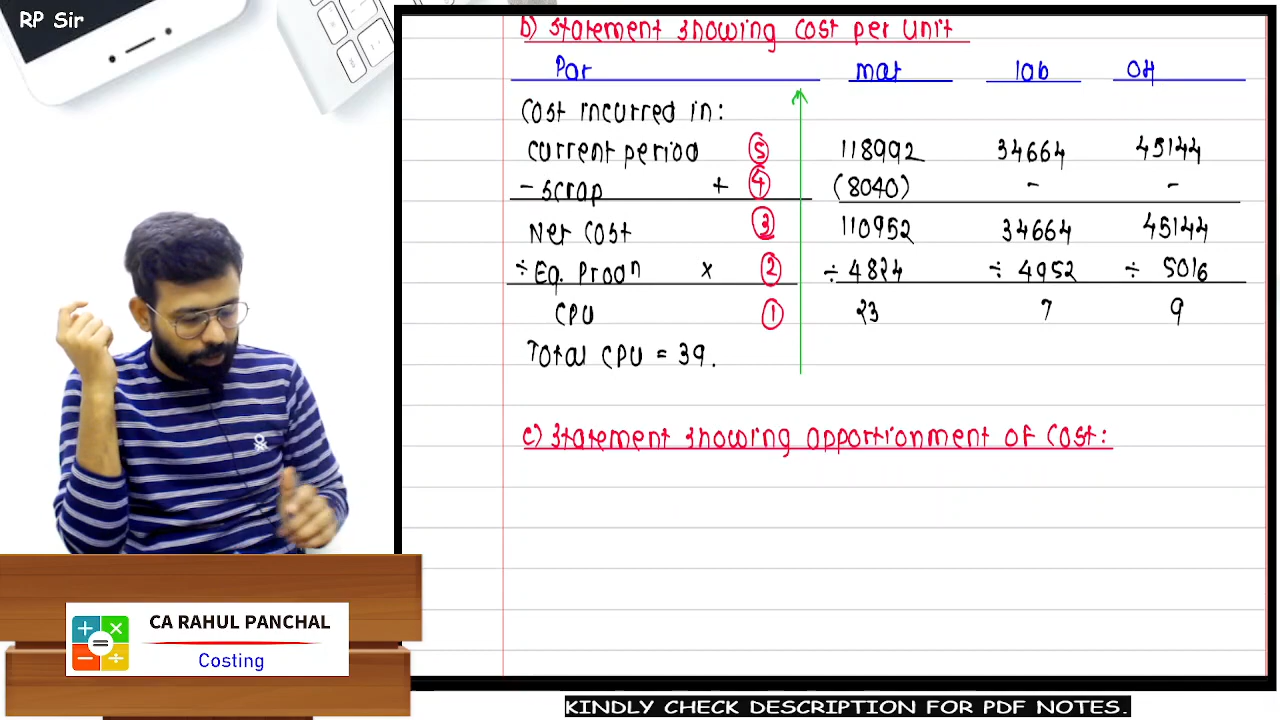 RP Sir
b) Statement showing cost per unit
Par mat lab OH
Cost incurred in:
Current period 5 118992 34664 45144
- Scrap + 4 (8040) - -
Net Cost 3 110952 34664 45144
÷ Eq. Prodn x 2 ÷ 4824 ÷ 4952 ÷ 5016
CPU 1 23 7 9
Total CPU = 39.
c) Statement showing apportionment of Cost:
CA RAHUL PANCHAL
Costing
KINDLY CHECK DESCRIPTION FOR PDF NOTES.